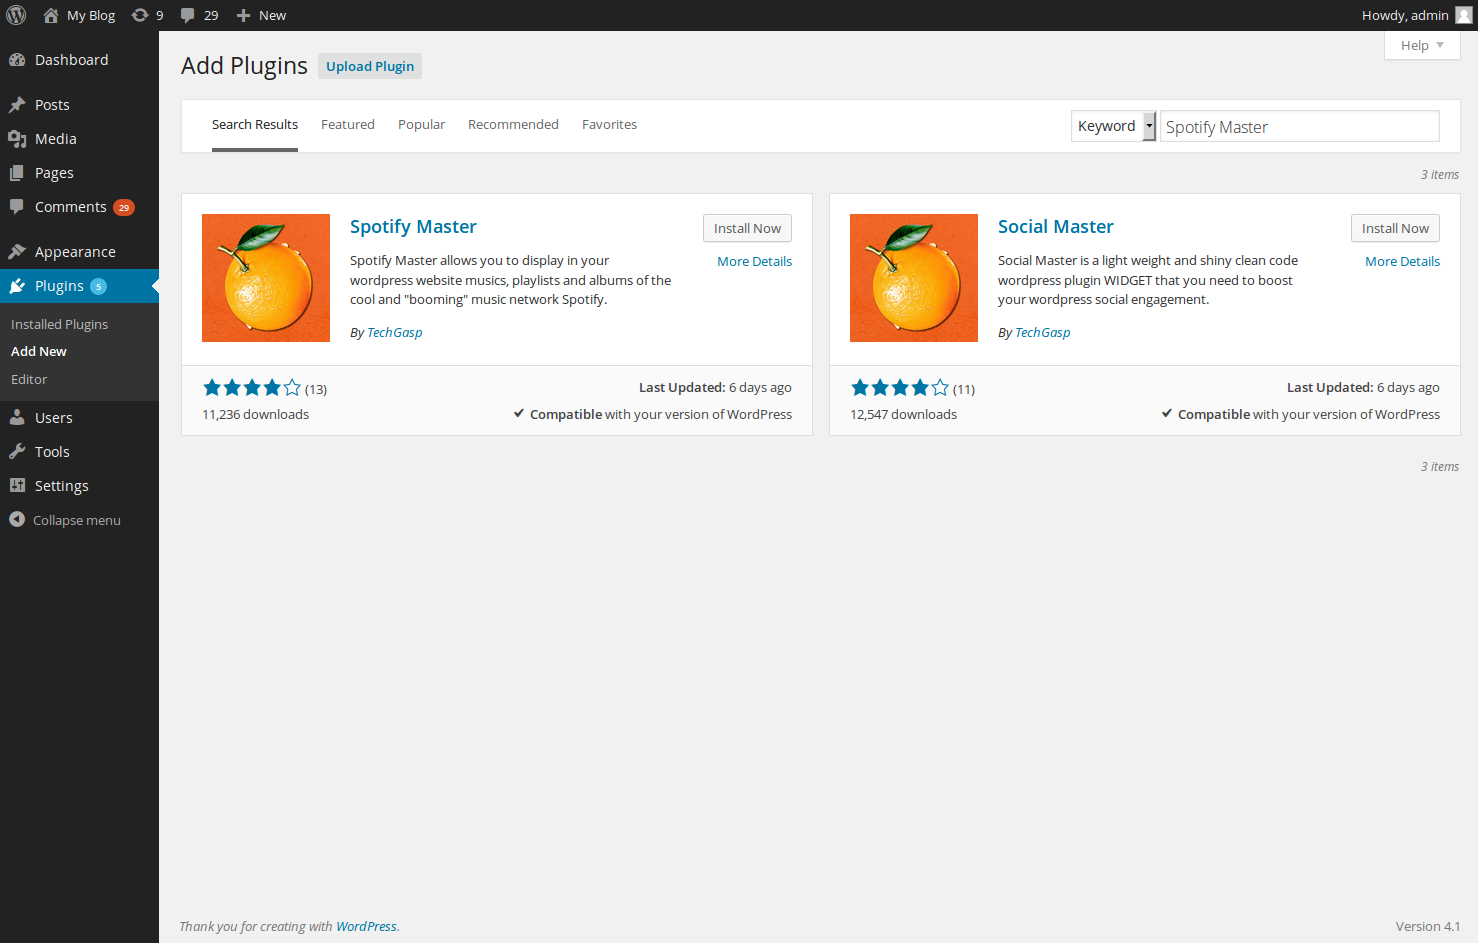 My Blog 9 29 New Howdy, admin
Help
Dashboard
Posts
Media
Pages
Comments 29
Appearance
Plugins 5
Installed Plugins
Add New
Editor
Users
Tools
Settings
Collapse menu
Add Plugins Upload Plugin
Search Results Featured Popular Recommended Favorites Keyword Spotify Master
3 items
Spotify Master
Install Now
More Details
Spotify Master allows you to display in your
wordpress website musics, playlists and albums of the
cool and "booming" music network Spotify.
By TechGasp
(13)
Last Updated: 6 days ago
11,236 downloads
Compatible with your version of WordPress
Social Master
Install Now
More Details
Social Master is a light weight and shiny clean code
wordpress plugin WIDGET that you need to boost
your wordpress social engagement.
By TechGasp
(11)
Last Updated: 6 days ago
12,547 downloads
Compatible with your version of WordPress
3 items
Thank you for creating with WordPress.
Version 4.1